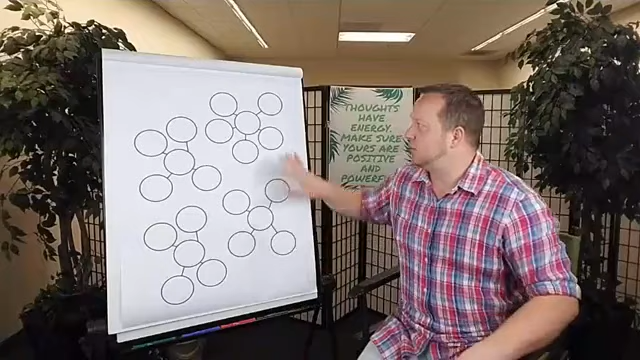 THOUGHTS
HAVE
ENERGY.
MAKE SURE
YOURS ARE
POSITIVE
AND
POWERFUL